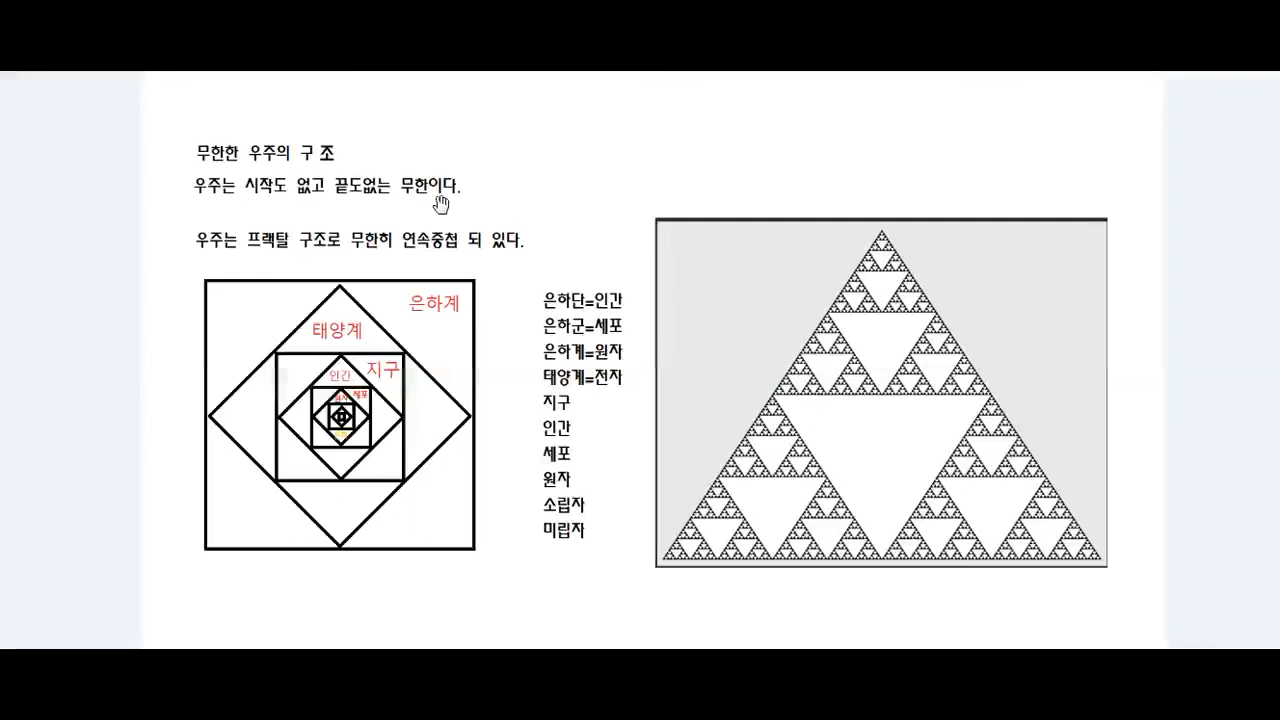 무한한 우주의 구 조
우주는 시작도 없고 끝도없는 무한이다.
우주는 프랙탈 구조로 무한히 연속중첩 되 있다.
은하계
태양계
지구
인간
세포
원자
은하단=인간
은하군=세포
은하계=원자
태양계=전자
지구
인간
세포
원자
소립자
미립자